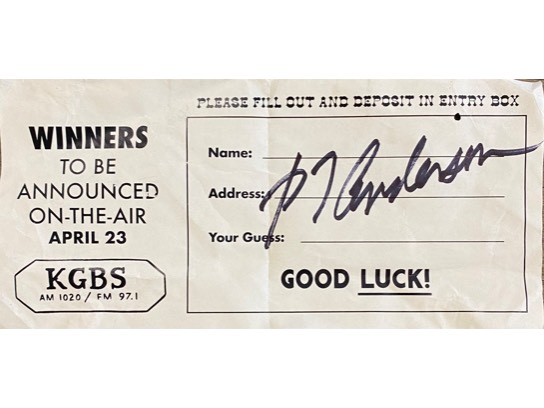 PLEASE FILL OUT AND DEPOSIT IN ENTRY BOX
WINNERS
TO BE
ANNOUNCED
ON-THE-AIR
APRIL 23
KGBS
AM 1020 / FM 97.1
Name:
Address:
Your Guess:
P T Anderson
GOOD LUCK!